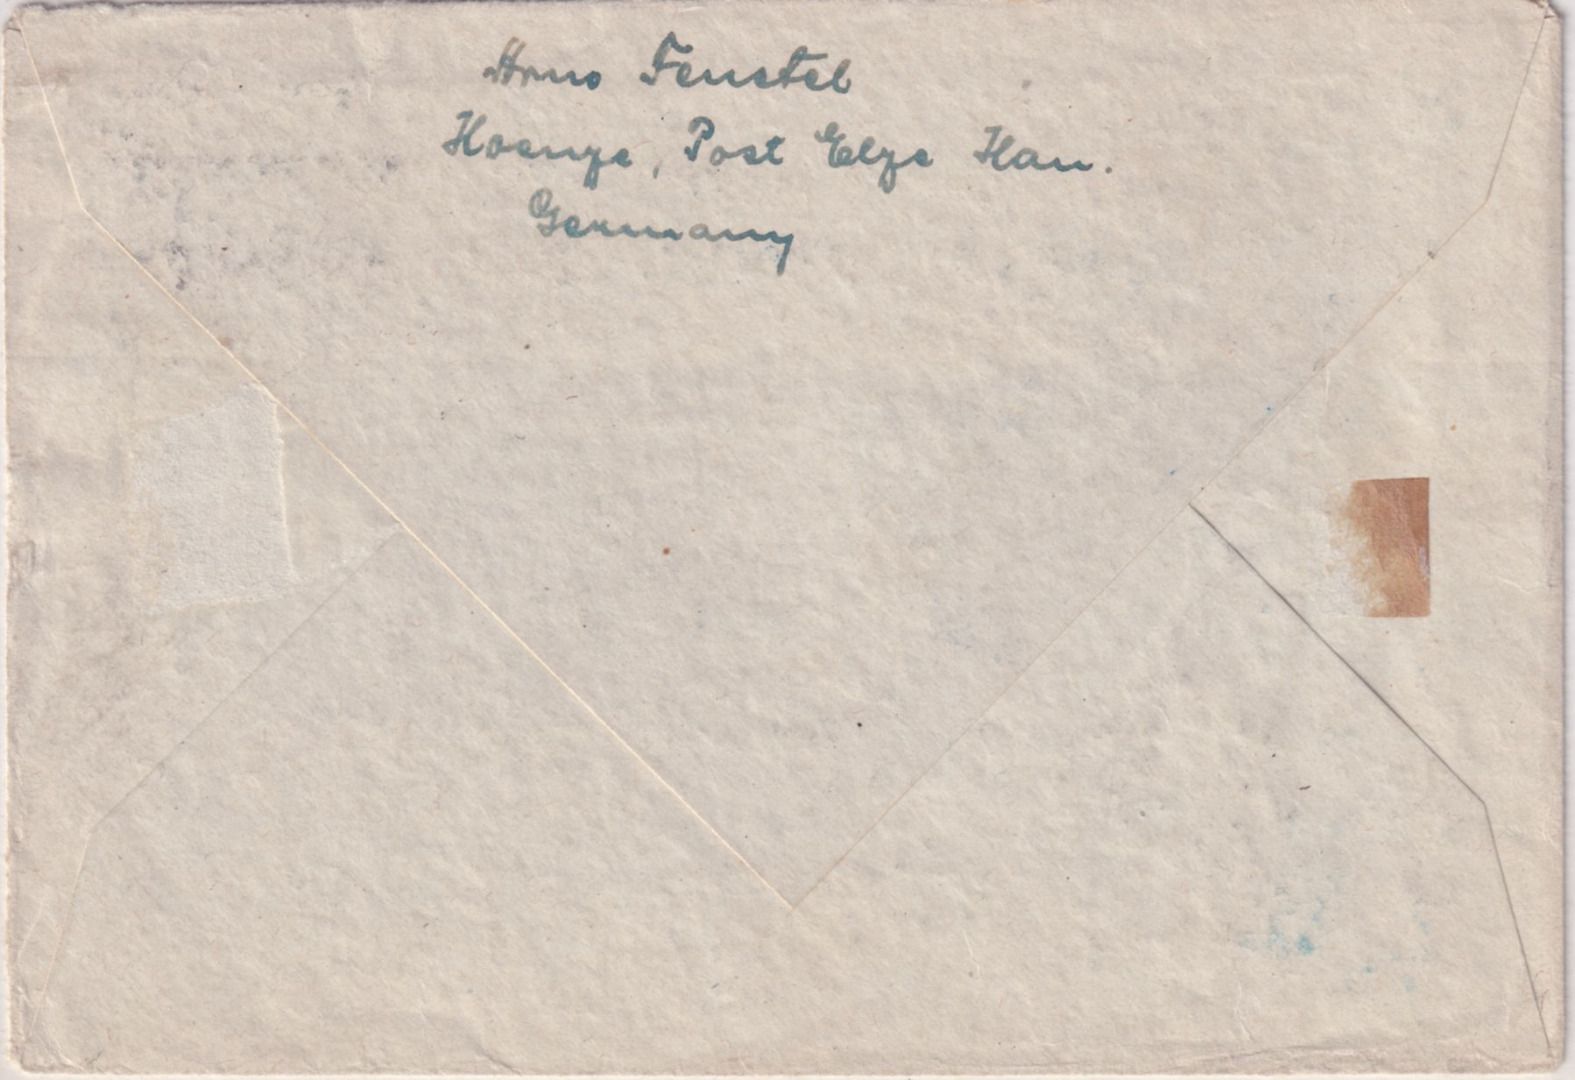 Arno Fenstel
Hoenze, Post Elze Han.
Germany